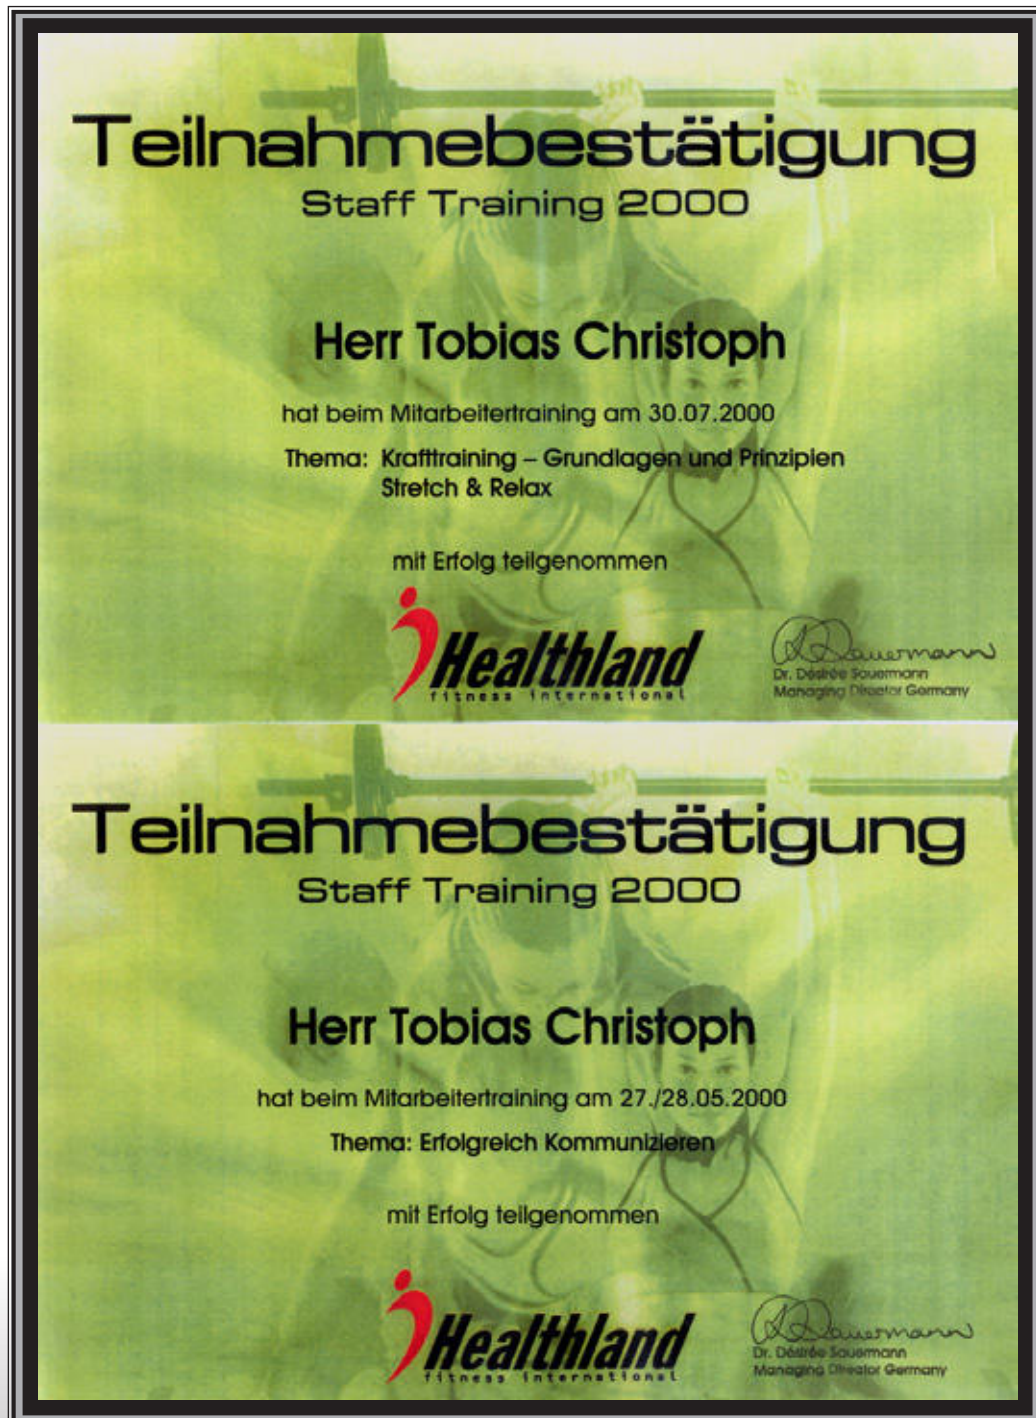 Teilnahmebestätigung
Staff Training 2000
Herr Tobias Christoph
hat beim Mitarbeitertraining am 30.07.2000
Thema: Krafttraining – Grundlagen und Prinzipien
Stretch & Relax
mit Erfolg teilgenommen
Healthland
fitness international
Sauermann
Dr. Désirée Sauermann
Managing Director Germany
Teilnahmebestätigung
Staff Training 2000
Herr Tobias Christoph
hat beim Mitarbeitertraining am 27./28.05.2000
Thema: Erfolgreich Kommunizieren
mit Erfolg teilgenommen
Healthland
fitness international
Sauermann
Dr. Désirée Sauermann
Managing Director Germany